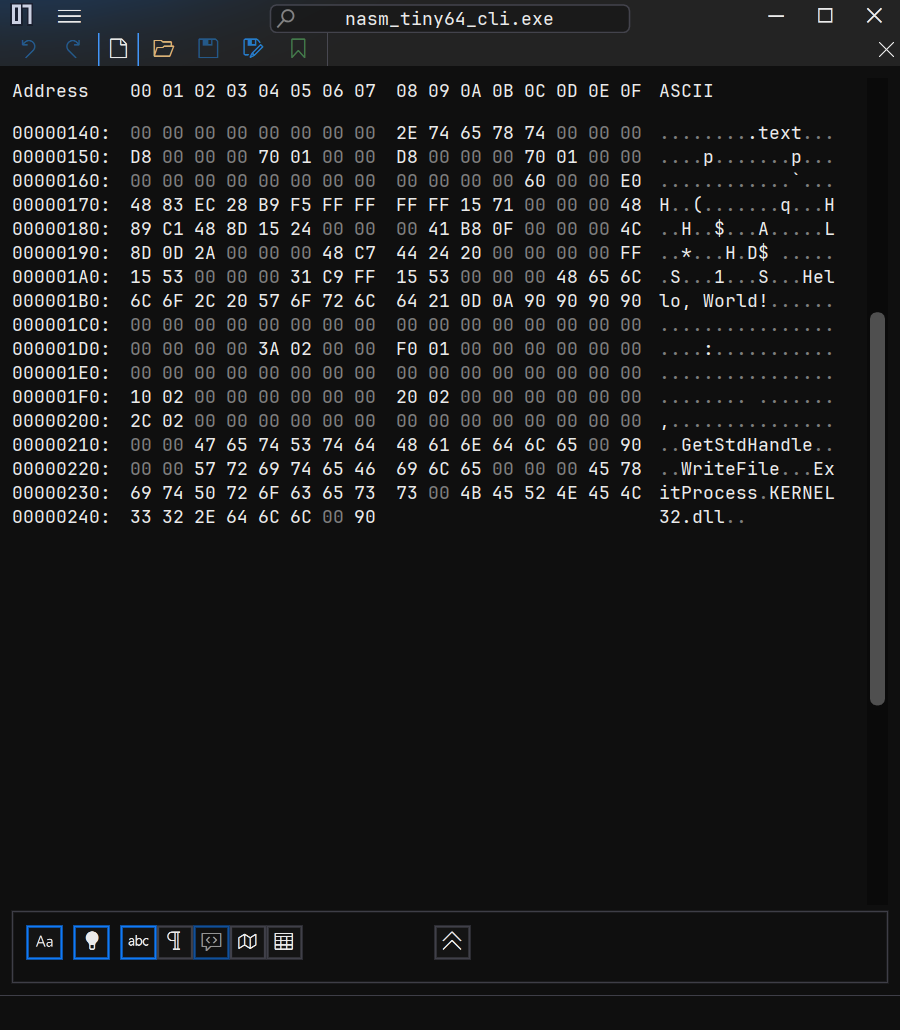 nasm_tiny64_cli.exe
Address 00 01 02 03 04 05 06 07 08 09 0A 0B 0C 0D 0E 0F ASCII
00000140: 00 00 00 00 00 00 00 00 2E 74 65 78 74 00 00 00 .........text...
00000150: D8 00 00 00 70 01 00 00 D8 00 00 00 70 01 00 00 ....p.......p...
00000160: 00 00 00 00 00 00 00 00 00 00 00 00 60 00 00 E0 ............`...
00000170: 48 83 EC 28 B9 F5 FF FF FF FF 15 71 00 00 00 48 H..(.......q...H
00000180: 89 C1 48 8D 15 24 00 00 00 41 B8 0F 00 00 00 4C ..H..$...A.....L
00000190: 8D 0D 2A 00 00 00 48 C7 44 24 20 00 00 00 00 FF ..*...H.D$ .....
000001A0: 15 53 00 00 00 31 C9 FF 15 53 00 00 00 48 65 6C .S...1...S...Hel
000001B0: 6C 6F 2C 20 57 6F 72 6C 64 21 0D 0A 90 90 90 90 lo, World!......
000001C0: 00 00 00 00 00 00 00 00 00 00 00 00 00 00 00 00 ................
000001D0: 00 00 00 00 3A 02 00 00 F0 01 00 00 00 00 00 00 ....:...........
000001E0: 00 00 00 00 00 00 00 00 00 00 00 00 00 00 00 00 ................
000001F0: 10 02 00 00 00 00 00 00 20 02 00 00 00 00 00 00 ........ .......
00000200: 2C 02 00 00 00 00 00 00 00 00 00 00 00 00 00 00 ,...............
00000210: 00 00 47 65 74 53 74 64 48 61 6E 64 6C 65 00 90 ..GetStdHandle..
00000220: 00 00 57 72 69 74 65 46 69 6C 65 00 00 00 45 78 ..WriteFile...Ex
00000230: 69 74 50 72 6F 63 65 73 73 00 4B 45 52 4E 45 4C itProcess.KERNEL
00000240: 33 32 2E 64 6C 6C 00 90 32.dll..
Aa abc